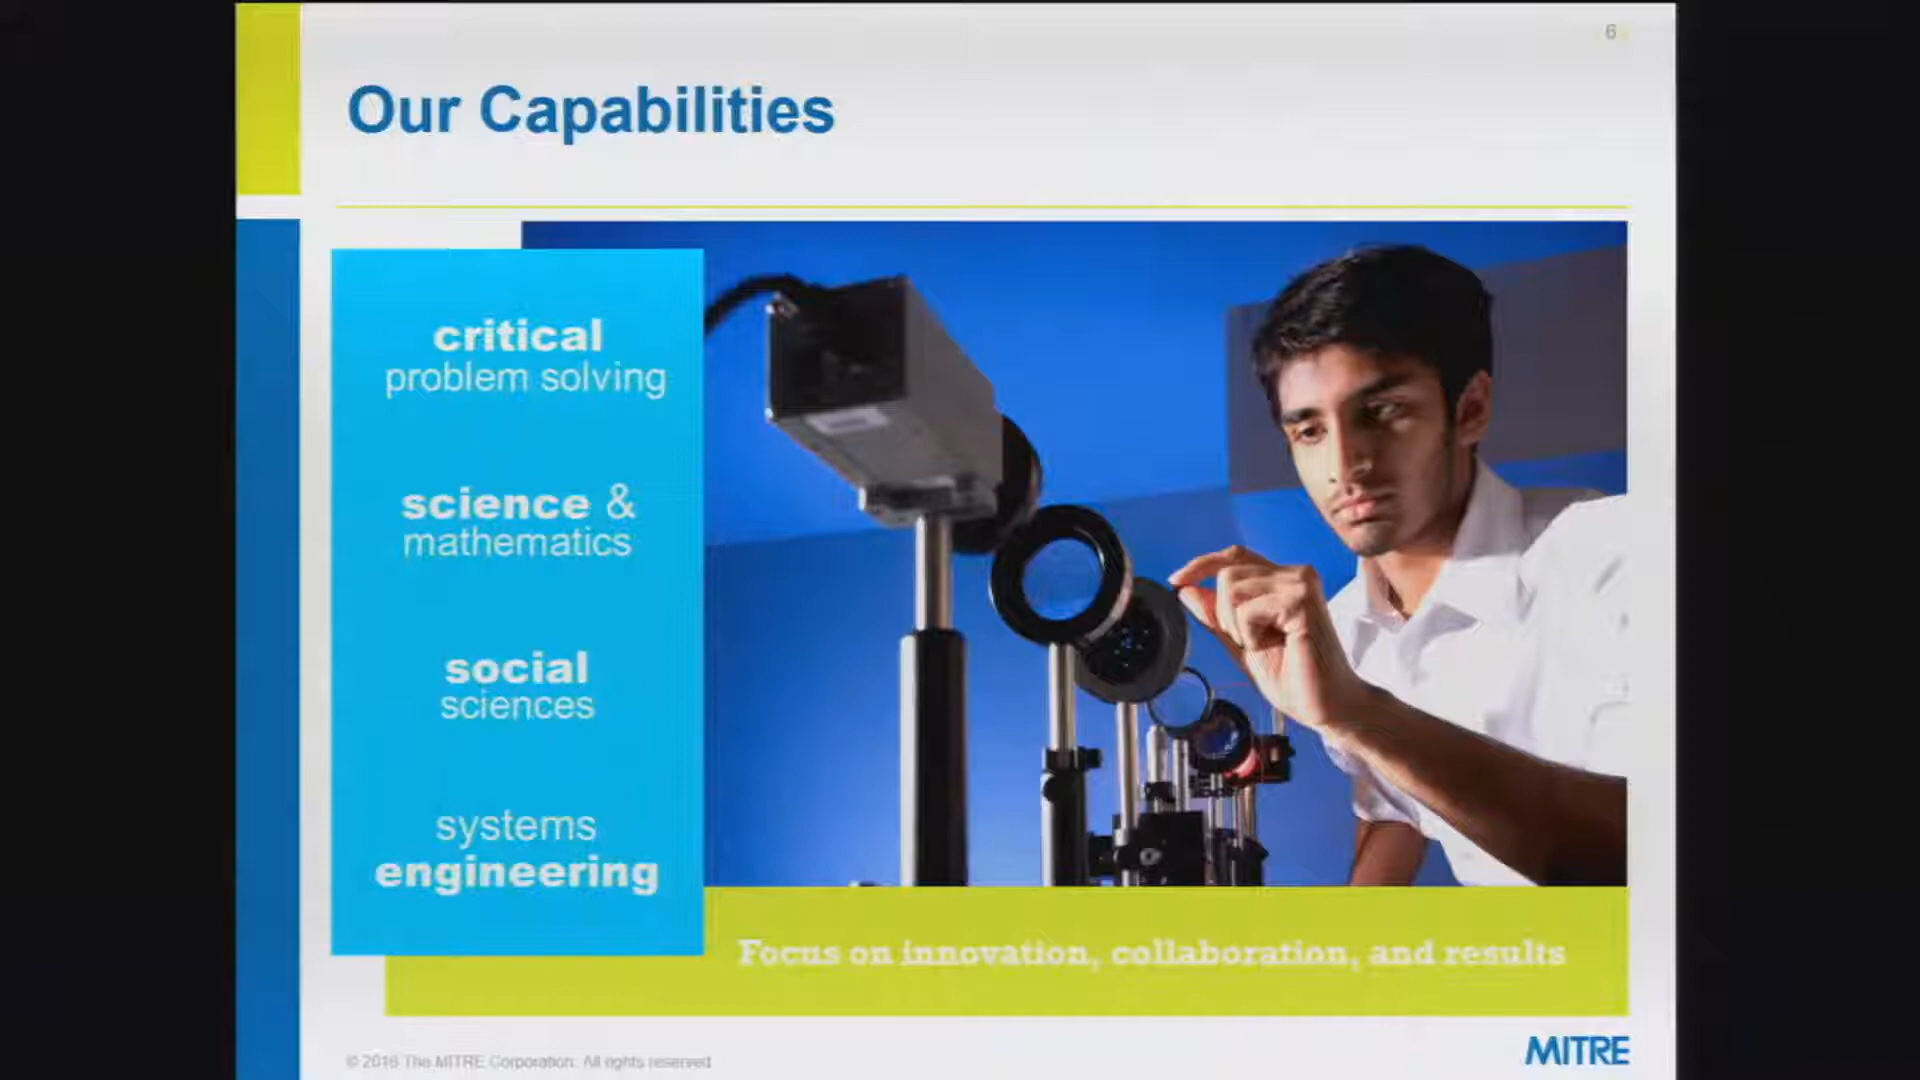 6
Our Capabilities
critical
problem solving
science &
mathematics
social
sciences
systems
engineering
Focus on innovation, collaboration, and results
© 2016 The MITRE Corporation. All rights reserved
MITRE